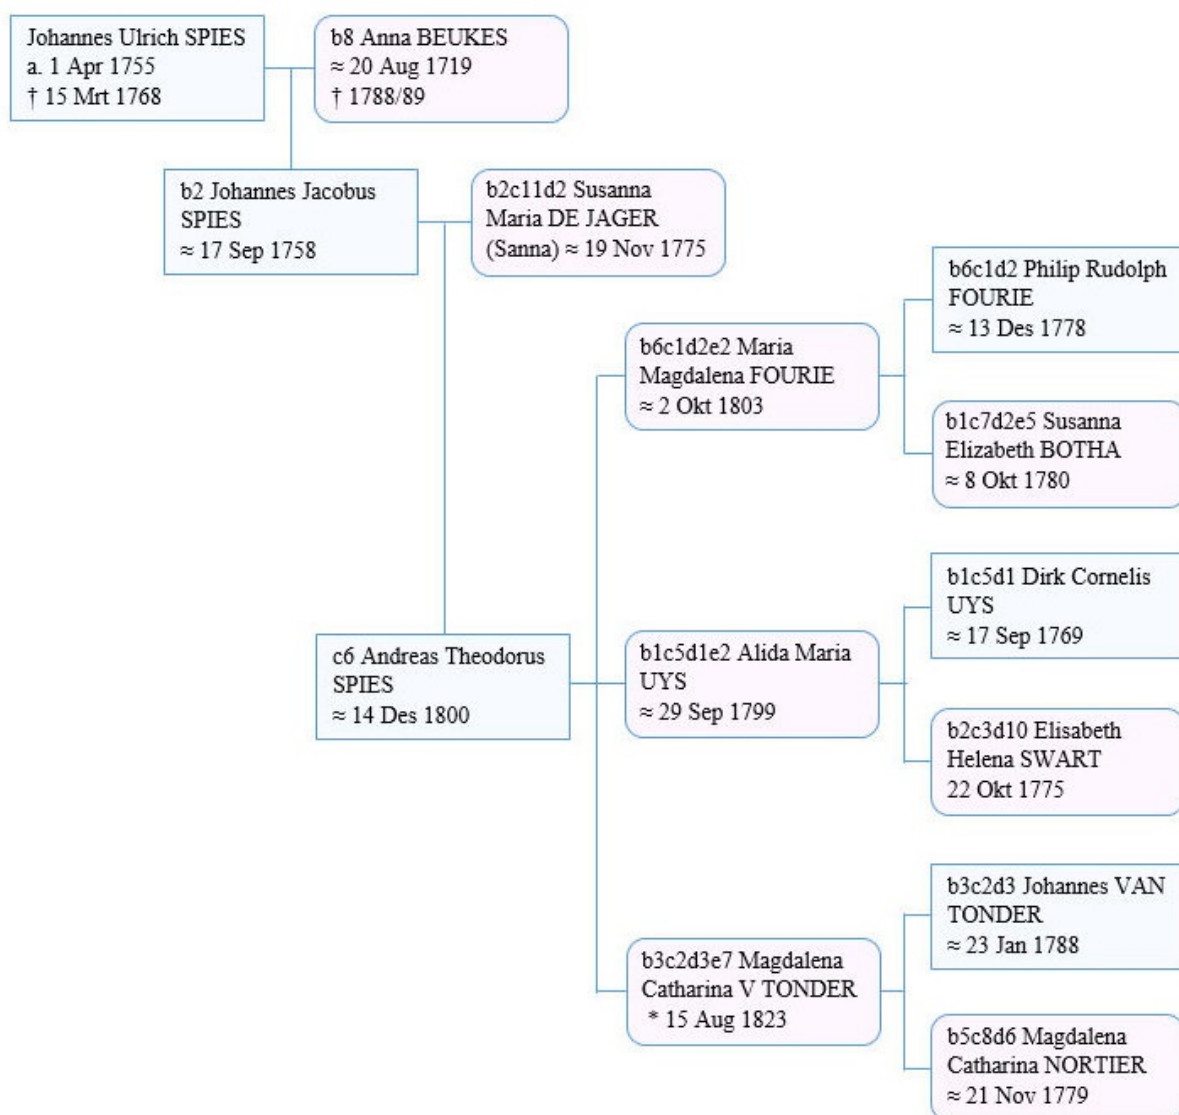 Johannes Ulrich SPIES
a. 1 Apr 1755
† 15 Mrt 1768
b8 Anna BEUKES
≈ 20 Aug 1719
† 1788/89
b2 Johannes Jacobus
SPIES
≈ 17 Sep 1758
b2c11d2 Susanna
Maria DE JAGER
(Sanna) ≈ 19 Nov 1775
b6c1d2 Philip Rudolph
FOURIE
≈ 13 Des 1778
b6c1d2e2 Maria
Magdalena FOURIE
≈ 2 Okt 1803
b1c7d2e5 Susanna
Elizabeth BOTHA
≈ 8 Okt 1780
b1c5d1 Dirk Cornelis
UYS
≈ 17 Sep 1769
c6 Andreas Theodorus
SPIES
≈ 14 Des 1800
b1c5d1e2 Alida Maria
UYS
≈ 29 Sep 1799
b2c3d10 Elisabeth
Helena SWART
22 Okt 1775
b3c2d3 Johannes VAN
TONDER
≈ 23 Jan 1788
b3c2d3e7 Magdalena
Catharina V TONDER
* 15 Aug 1823
b5c8d6 Magdalena
Catharina NORTIER
≈ 21 Nov 1779